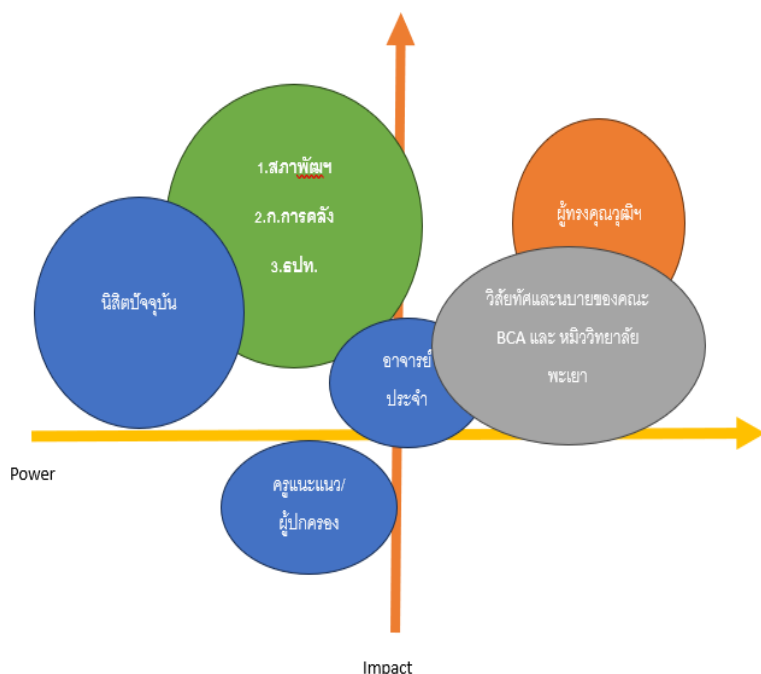 1.สภาพัฒฯ
2.ก.การคลัง
3.ธปท.
ผู้ทรงคุณวุฒิฯ
นิสิตปัจจุบัน
วิสัยทัศและนบายของคณะ
BCA และ หมิววิทยาลัย
พะเยา
อาจารย์
ประจำ
Power
ครูแนะแนว/
ผู้ปกครอง
Impact